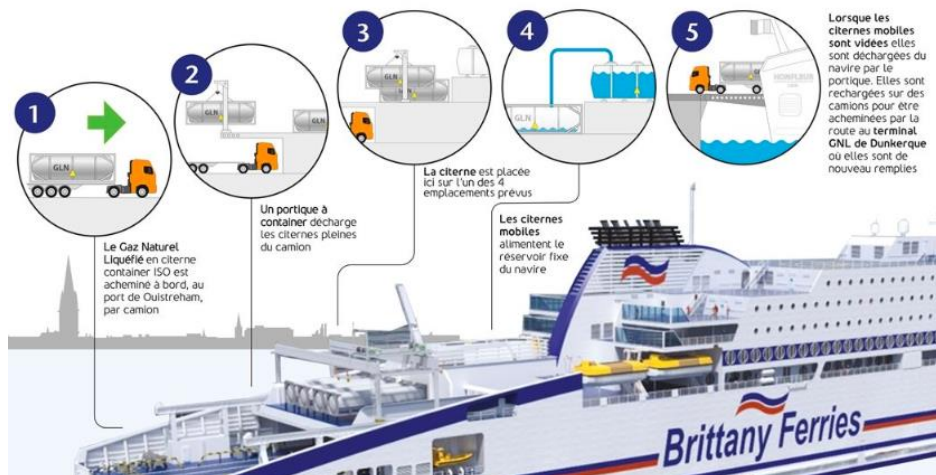 1
GLN
Le Gaz Naturel
Liquéfié en citerne
container ISO est
acheminé à bord, au
port de Ouistreham,
par camion
2
GLN
Un portique à
container décharge
les citernes pleines
du camion
3
GLN
La citerne est placée
ici sur l'un des 4
emplacements prévus
4
GLN
Les citernes
mobiles
alimentent le
réservoir fixe
du navire
5
GLN
HONFLEUR
Lorsque les
citernes mobiles
sont vidées elles
sont déchargées du
navire par le
portique. Elles sont
rechargées sur des
camions pour être
acheminées par la
route au terminal
GNL de Dunkerque
où elles sont de
nouveau remplies
Brittany Ferries